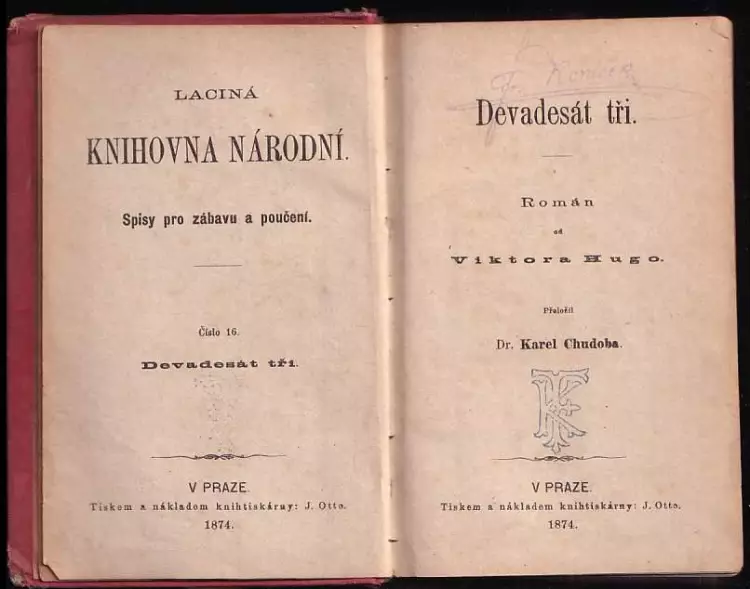 LACINÁ
KNIHOVNA NÁRODNÍ.
Spisy pro zábavu a poučení.
Číslo 16.
Devadesát tři.
V PRAZE.
Tiskem a nákladem knihtiskárny: J. Otto.
1874.
Devadesát tři.
Román
od
Viktora Hugo.
Přeložil
Dr. Karel Chudoba.
V PRAZE.
Tiskem a nákladem knihtiskárny: J. Otto.
1874.